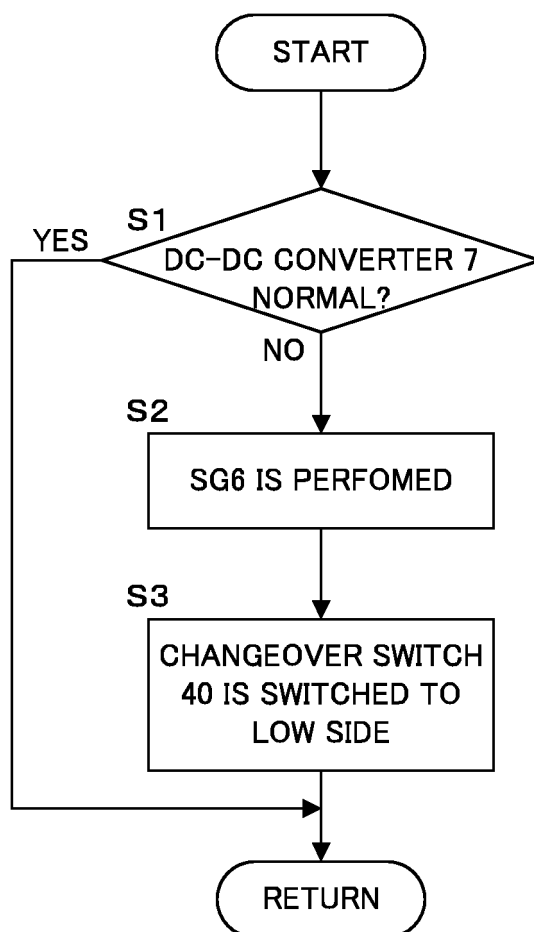 START
S1
YES
DC-DC CONVERTER 7
NORMAL?
NO
S2
SG6 IS PERFOMED
S3
CHANGEOVER SWITCH
40 IS SWITCHED TO
LOW SIDE
RETURN